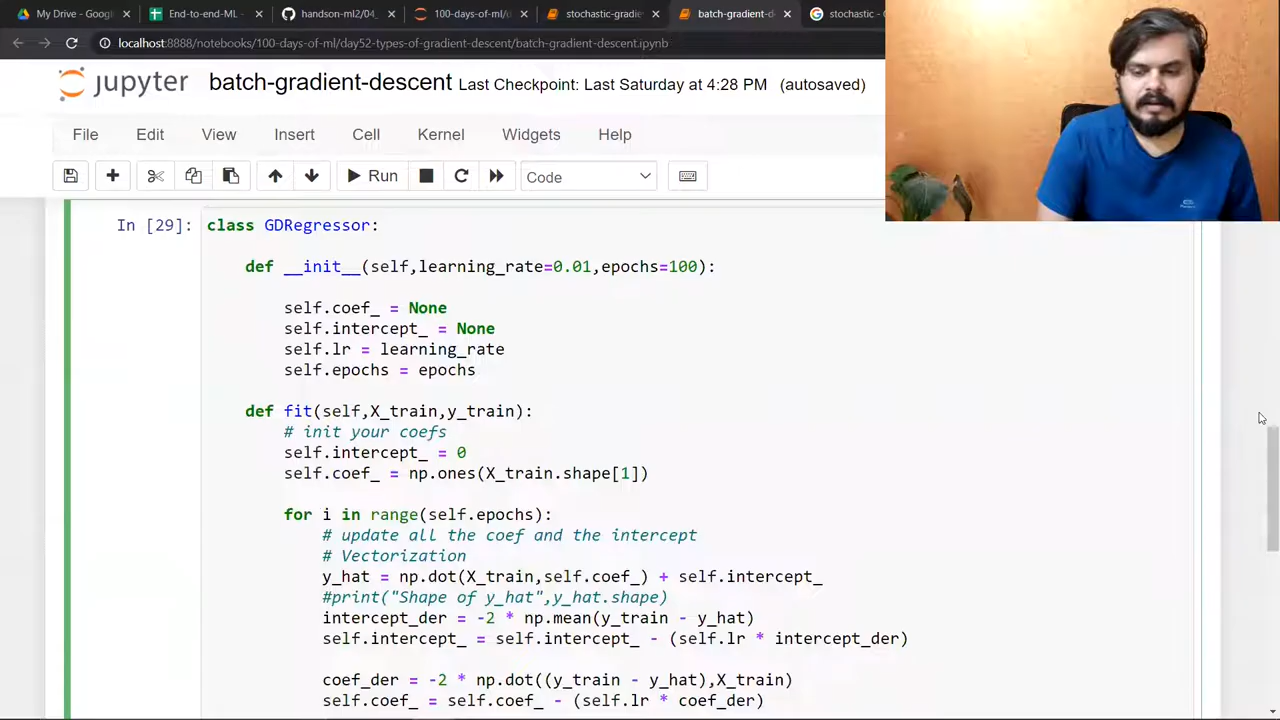 My Drive - Google
End-to-end-ML -
handson-ml2/04_
100-days-of-ml/d
stochastic-gradie
batch-gradient-d
stochastic - G
localhost:8888/notebooks/100-days-of-ml/day52-types-of-gradient-descent/batch-gradient-descent.ipynb
jupyter batch-gradient-descent Last Checkpoint: Last Saturday at 4:28 PM (autosaved)
File Edit View Insert Cell Kernel Widgets Help
Run Code
In [29]: class GDRegressor:
def __init__(self,learning_rate=0.01,epochs=100):
self.coef_ = None
self.intercept_ = None
self.lr = learning_rate
self.epochs = epochs
def fit(self,X_train,y_train):
# init your coefs
self.intercept_ = 0
self.coef_ = np.ones(X_train.shape[1])
for i in range(self.epochs):
# update all the coef and the intercept
# Vectorization
y_hat = np.dot(X_train,self.coef_) + self.intercept_
#print("Shape of y_hat",y_hat.shape)
intercept_der = -2 * np.mean(y_train - y_hat)
self.intercept_ = self.intercept_ - (self.lr * intercept_der)
coef_der = -2 * np.dot((y_train - y_hat),X_train)
self.coef_ = self.coef_ - (self.lr * coef_der)